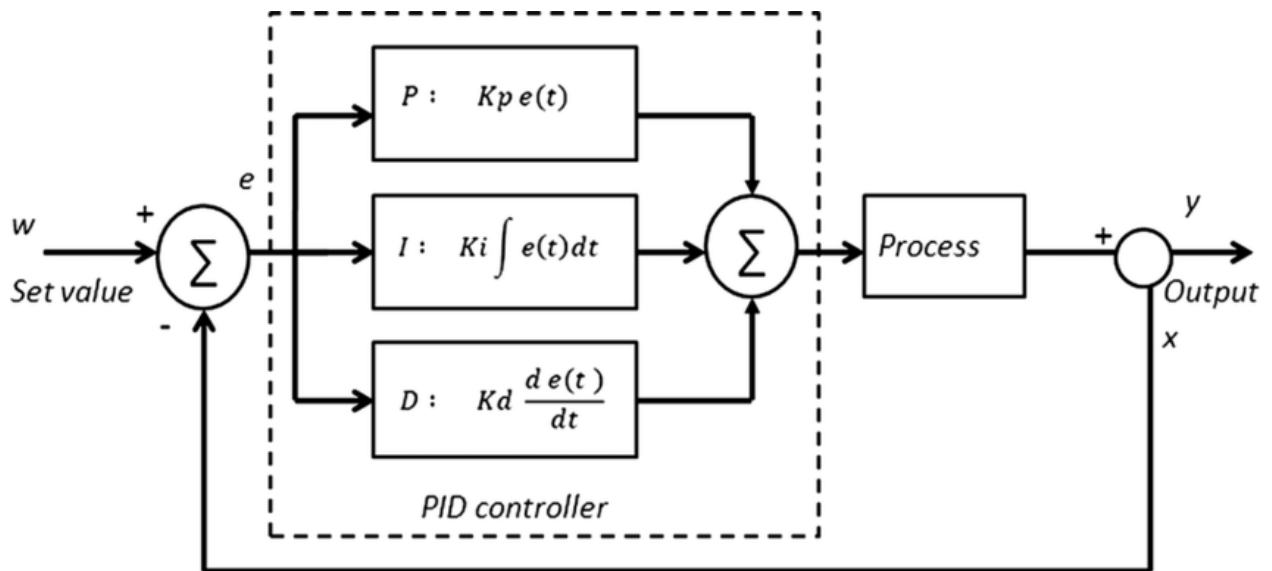 P : Kp e(t)
e
w
+
∑
I : Ki ∫ e(t)dt
∑
Process
+
y
Set value
-
Output
x
D : Kd d e(t) / dt
PID controller